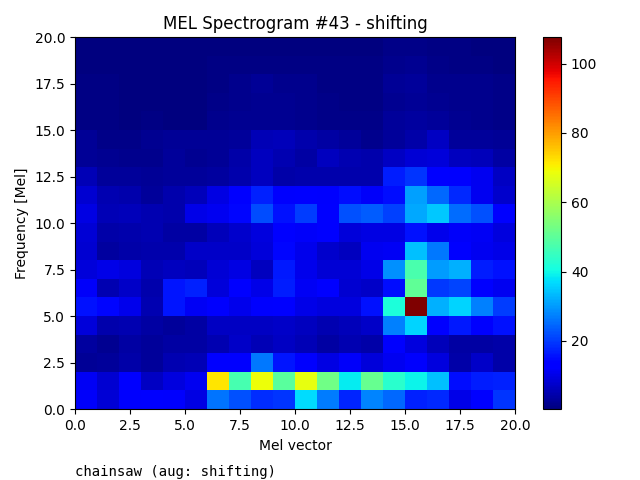 MEL Spectrogram #43 - shifting
20.0
17.5
15.0
12.5
10.0
7.5
5.0
2.5
0.0
Frequency [Mel]
0.0 2.5 5.0 7.5 10.0 12.5 15.0 17.5 20.0
Mel vector
100
80
60
40
20
chainsaw (aug: shifting)